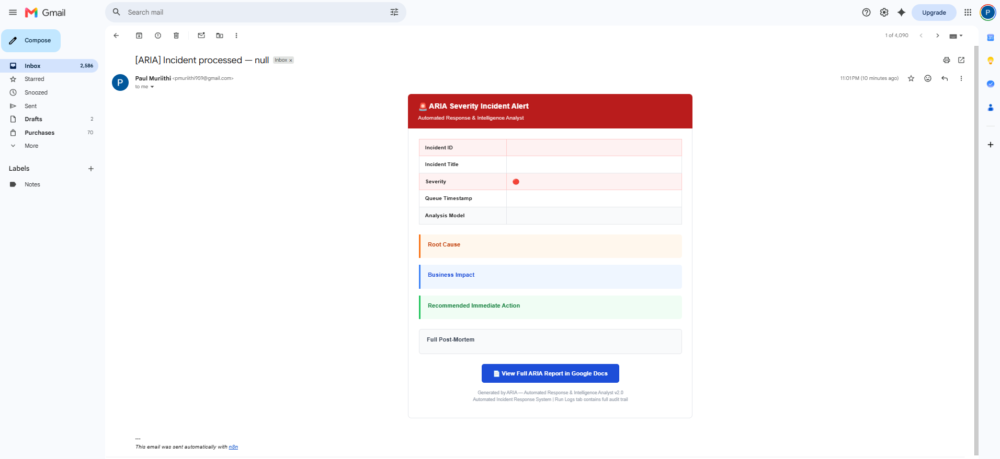 Gmail
Search mail
Upgrade
P
Compose
1 of 4,090
31
Inbox 2,586
Starred
Snoozed
Sent
Drafts 2
Purchases 70
More
Labels
Notes
[ARIA] Incident processed — null Inbox x
P
Paul Muriithi <pmuriithi959@gmail.com>
11:01 PM (10 minutes ago)
to me
ARIA Severity Incident Alert
Automated Response & Intelligence Analyst
Incident ID
Incident Title
Severity
Queue Timestamp
Analysis Model
Root Cause
Business Impact
Recommended Immediate Action
Full Post-Mortem
View Full ARIA Report in Google Docs
Generated by ARIA — Automated Response & Intelligence Analyst v2.0
Automated Incident Response System | Run Logs tab contains full audit trail
---
This email was sent automatically with n8n